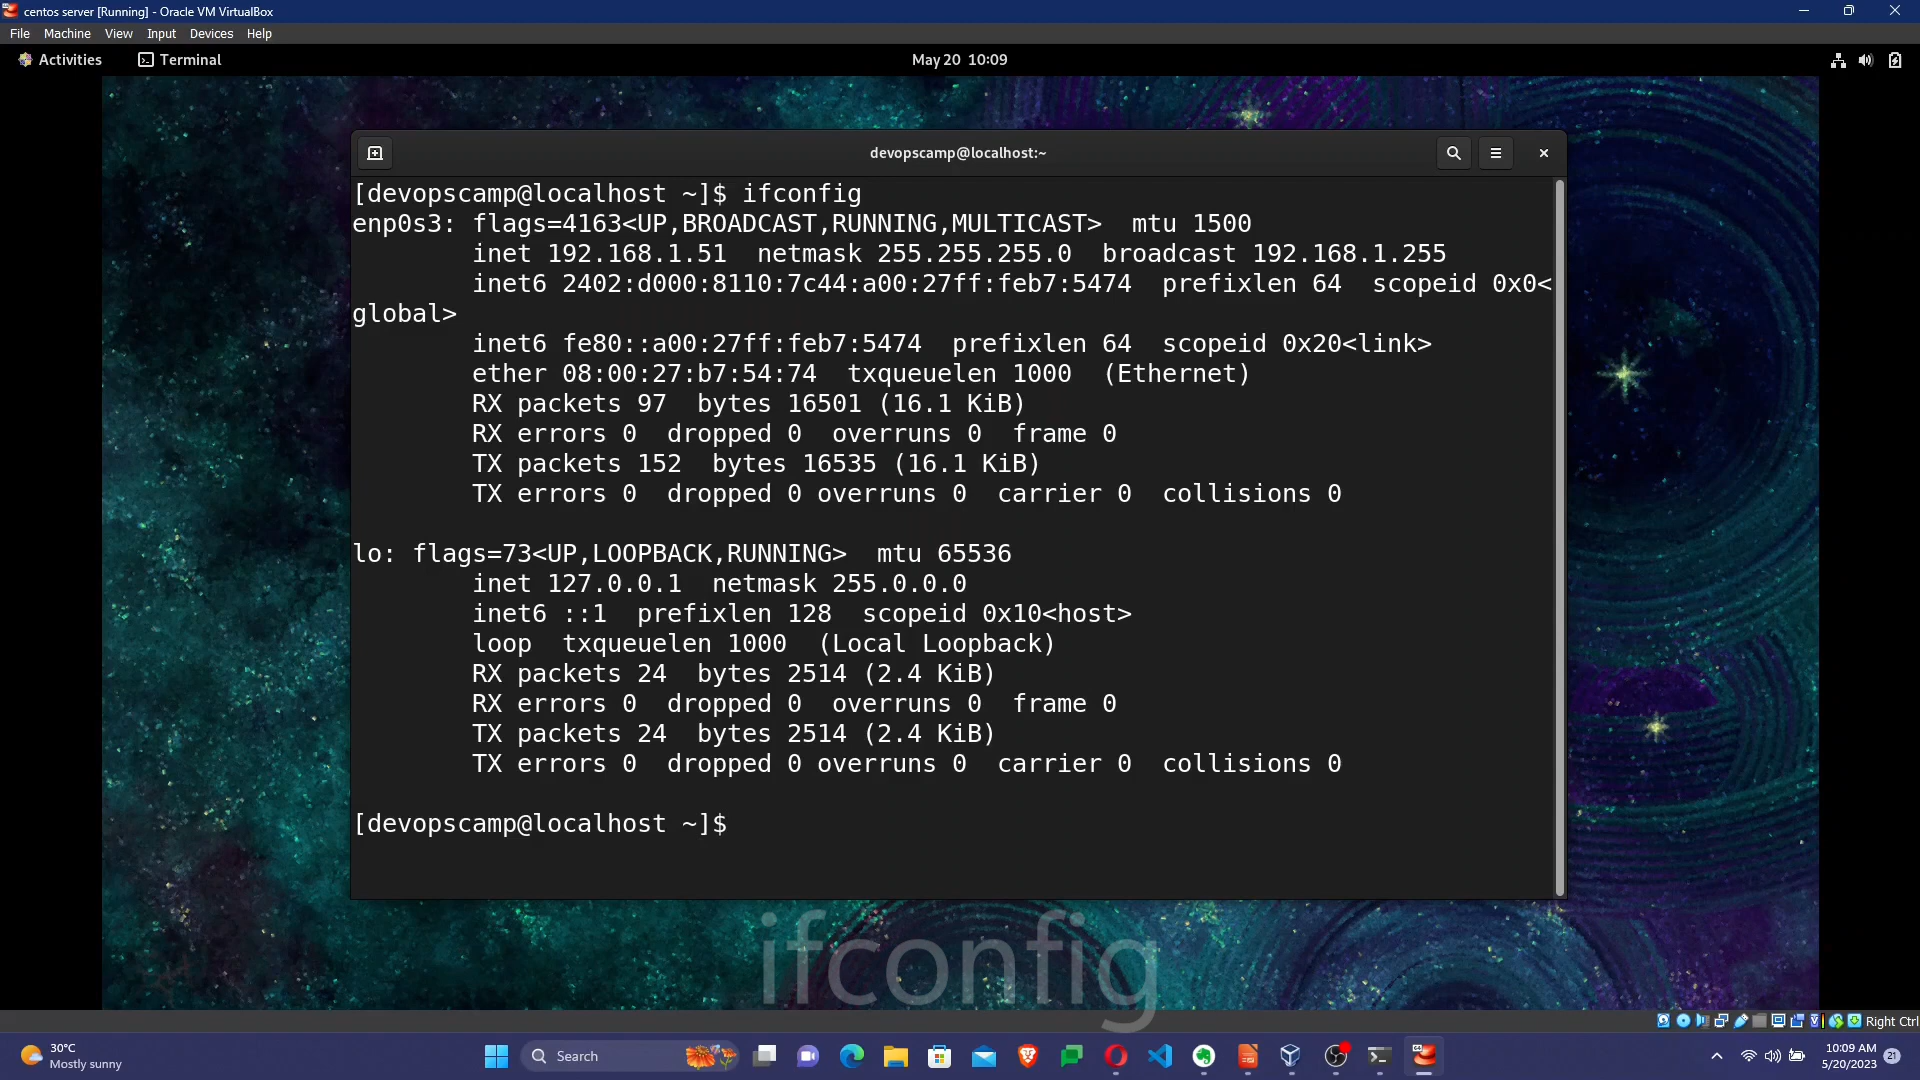 centos server [Running] - Oracle VM VirtualBox
File Machine View Input Devices Help
Activities Terminal May 20 10:09
devopscamp@localhost:~
[devopscamp@localhost ~]$ ifconfig
enp0s3: flags=4163<UP,BROADCAST,RUNNING,MULTICAST>  mtu 1500
        inet 192.168.1.51  netmask 255.255.255.0  broadcast 192.168.1.255
        inet6 2402:d000:8110:7c44:a00:27ff:feb7:5474  prefixlen 64  scopeid 0x0<
global>
        inet6 fe80::a00:27ff:feb7:5474  prefixlen 64  scopeid 0x20<link>
        ether 08:00:27:b7:54:74  txqueuelen 1000  (Ethernet)
        RX packets 97  bytes 16501 (16.1 KiB)
        RX errors 0  dropped 0  overruns 0  frame 0
        TX packets 152  bytes 16535 (16.1 KiB)
        TX errors 0  dropped 0 overruns 0  carrier 0  collisions 0
lo: flags=73<UP,LOOPBACK,RUNNING>  mtu 65536
        inet 127.0.0.1  netmask 255.0.0.0
        inet6 ::1  prefixlen 128  scopeid 0x10<host>
        loop  txqueuelen 1000  (Local Loopback)
        RX packets 24  bytes 2514 (2.4 KiB)
        RX errors 0  dropped 0  overruns 0  frame 0
        TX packets 24  bytes 2514 (2.4 KiB)
        TX errors 0  dropped 0 overruns 0  carrier 0  collisions 0
[devopscamp@localhost ~]$
ifconfig
Right Ctrl
30°C
Mostly sunny
Search
10:09 AM
5/20/2023
21